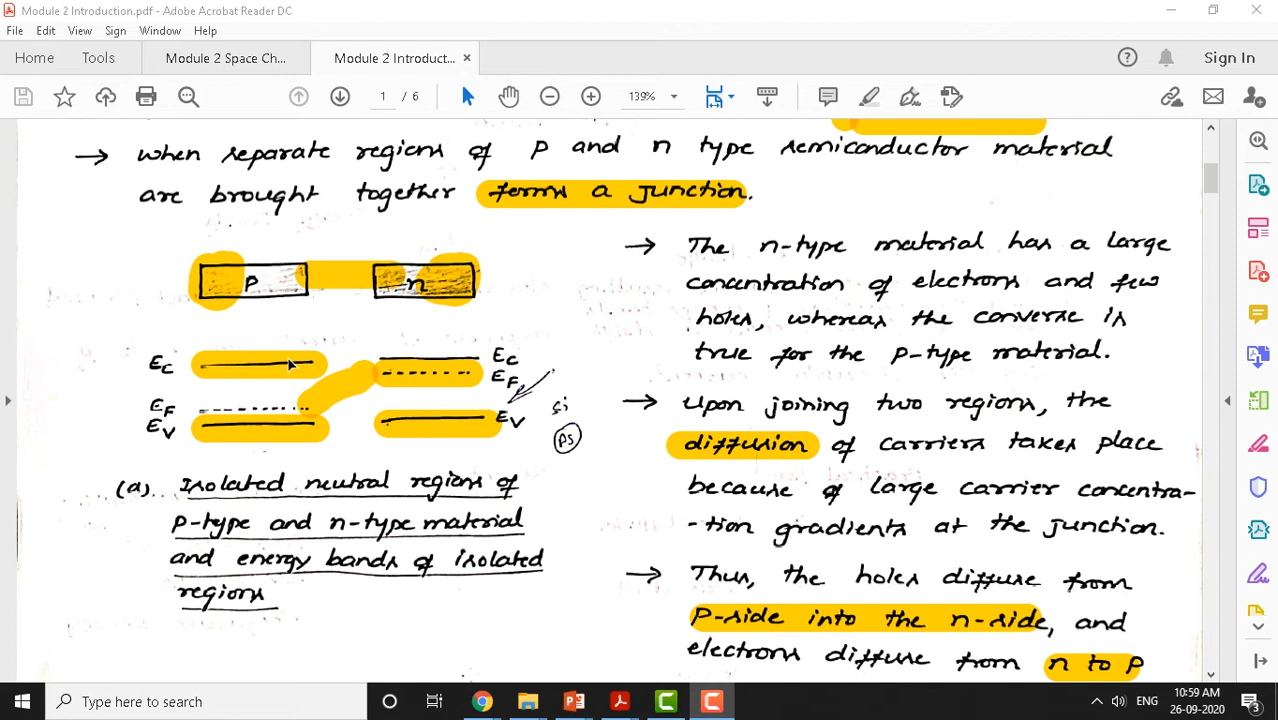 Module 2 Introduction.pdf - Adobe Acrobat Reader DC
File Edit View Sign Window Help
Home Tools Module 2 Space Ch... Module 2 Introduct... × Sign In
1 / 6 139%
→ when separate regions of P and n type semiconductor material
are brought together forms a junction.
P n
Ec Ec
EF EF
Ev Ev
Si
As
(a). Isolated neutral regions of
P-type and n-type material
and energy bands of isolated
regions
→ The n-type material has a large
concentration of electrons and few
holes, whereas the converse is
true for the p-type material.
→ Upon joining two regions, the
diffusion of carriers takes place
because of large carrier concentra-
-tion gradients at the junction.
→ Thus, the holes diffuse from
P-side into the n-side, and
electrons diffuse from n to P
Type here to search
ENG
10:59 AM
26-09-2020
3